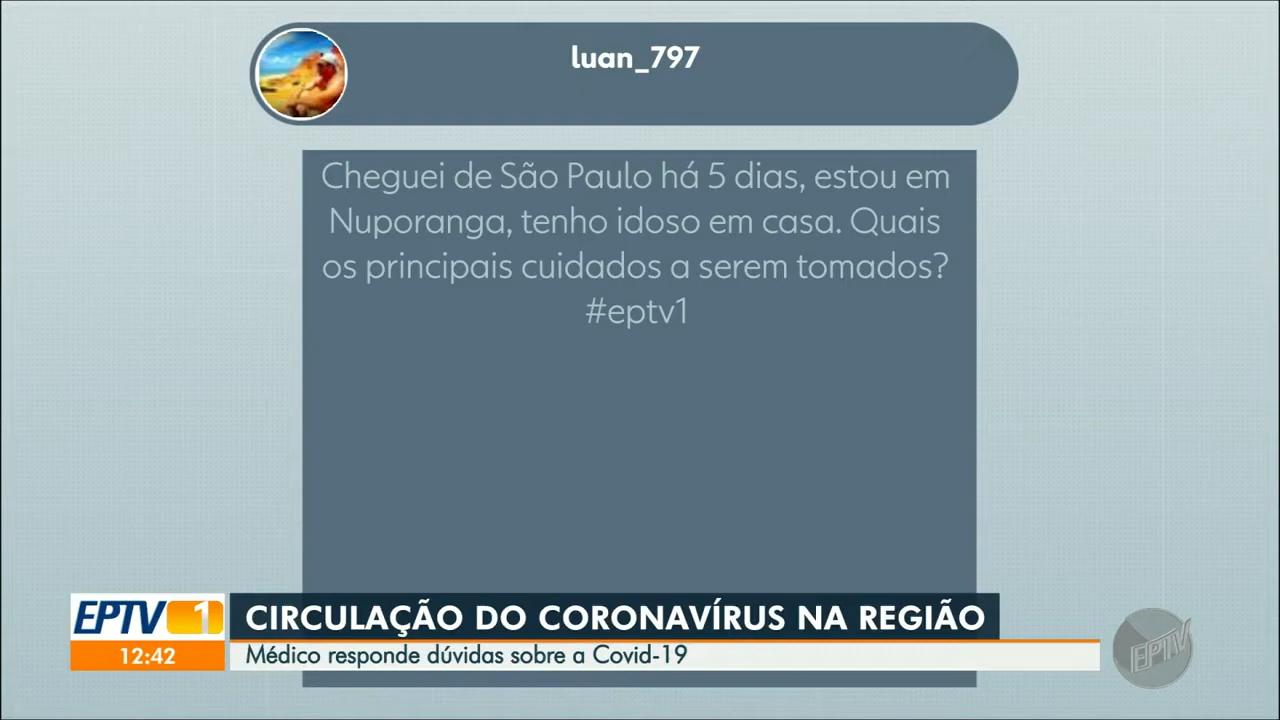 luan_797
Cheguei de São Paulo há 5 dias, estou em
Nuporanga, tenho idoso em casa. Quais
os principais cuidados a serem tomados?
#eptv1
EPTV 1
CIRCULAÇÃO DO CORONAVÍRUS NA REGIÃO
12:42
Médico responde dúvidas sobre a Covid-19
EPTV